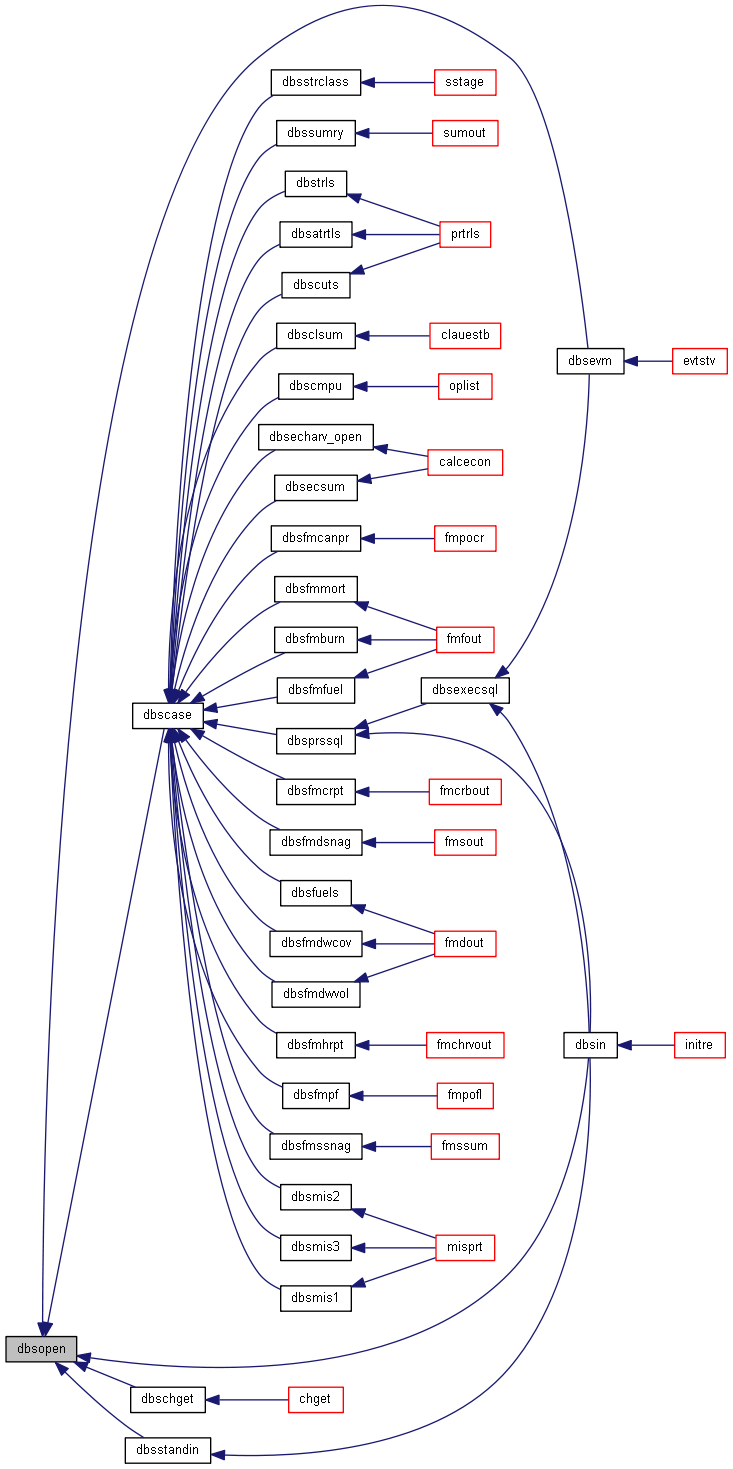 dbsstrclass
sstage
dbssumry
sumout
dbstrls
dbsatrtls
prtrls
dbscuts
dbsclsum
clauestb
dbsevm
evtstv
dbscmpu
oplist
dbsecharv_open
calcecon
dbsecsum
dbsfmcanpr
fmpocr
dbsfmmort
dbsfmburn
fmfout
dbsfmfuel
dbsexecsql
dbscase
dbsprssql
dbsfmcrpt
fmcrbout
dbsfmdsnag
fmsout
dbsfuels
dbsfmdwcov
fmdout
dbsfmdwvol
dbsfmhrpt
fmchrvout
dbsin
initre
dbsfmpf
fmpofl
dbsfmssnag
fmssum
dbsmis2
dbsmis3
misprt
dbsmis1
dbsopen
dbschget
chget
dbsstandin